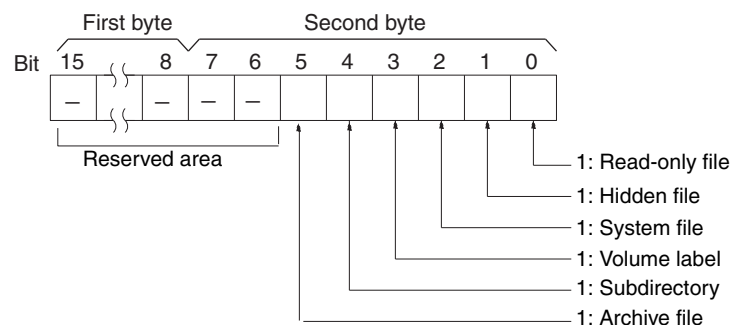 First byte Second byte
Bit 15 8 7 6 5 4 3 2 1 0
– – – –
Reserved area
1: Read-only file
1: Hidden file
1: System file
1: Volume label
1: Subdirectory
1: Archive file